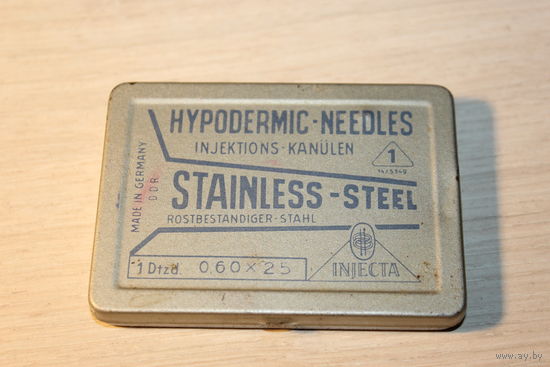 HYPODERMIC-NEEDLES
INJEKTIONS-KANÜLEN
1
MADE IN GERMANY
DDR
STAINLESS-STEEL
ROSTBESTÄNDIGER-STAHL
1 Dtzd. 0,60 × 25
INJECTA
© www.ay.by